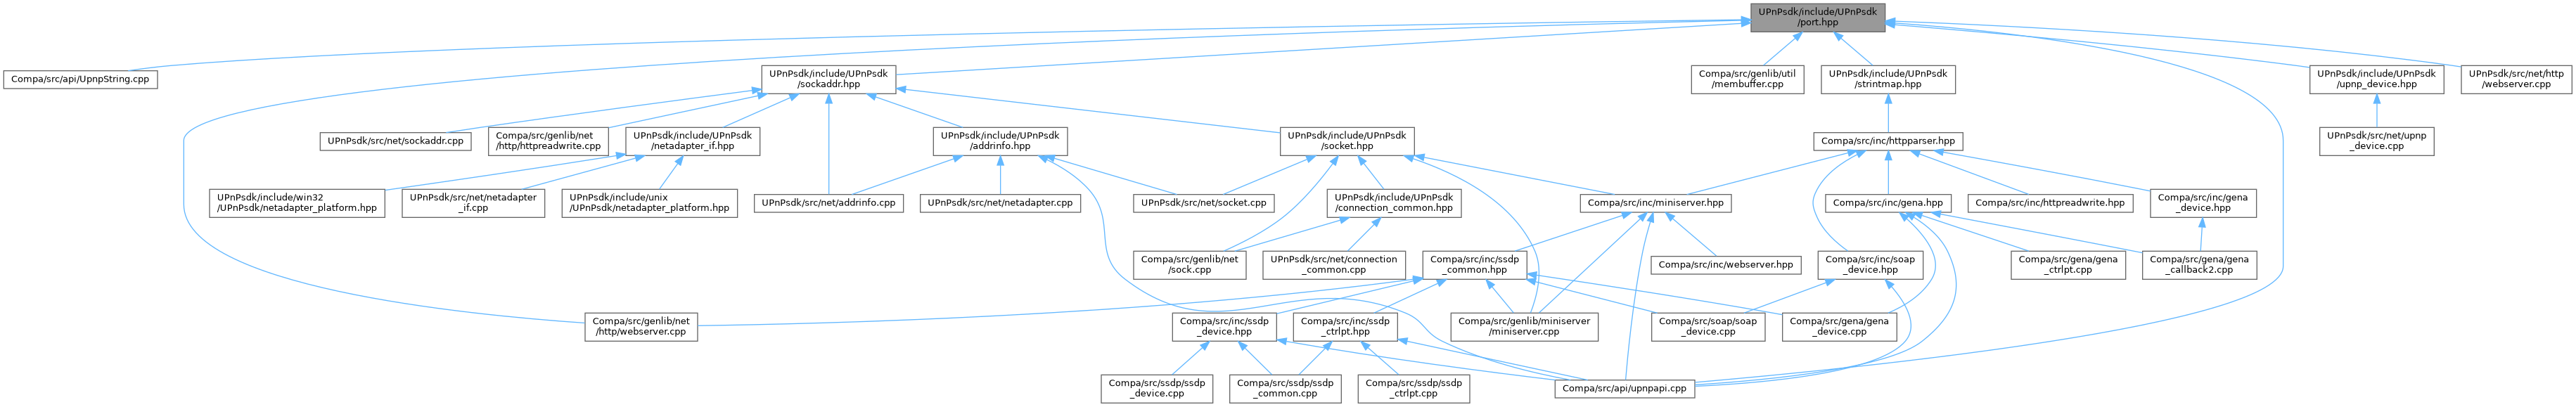 UPnPsdk/include/UPnPsdk
/port.hpp
Compa/src/api/UpnpString.cpp
UPnPsdk/include/UPnPsdk
/sockaddr.hpp
Compa/src/genlib/util
/membuffer.cpp
UPnPsdk/include/UPnPsdk
/strintmap.hpp
UPnPsdk/include/UPnPsdk
/upnp_device.hpp
UPnPsdk/src/net/http
/webserver.cpp
UPnPsdk/src/net/sockaddr.cpp
Compa/src/genlib/net
/http/httpreadwrite.cpp
UPnPsdk/include/UPnPsdk
/netadapter_if.hpp
UPnPsdk/include/UPnPsdk
/addrinfo.hpp
UPnPsdk/include/UPnPsdk
/socket.hpp
Compa/src/inc/httpparser.hpp
UPnPsdk/src/net/upnp
_device.cpp
UPnPsdk/include/win32
/UPnPsdk/netadapter_platform.hpp
UPnPsdk/src/net/netadapter
_if.cpp
UPnPsdk/include/unix
/UPnPsdk/netadapter_platform.hpp
UPnPsdk/src/net/addrinfo.cpp
UPnPsdk/src/net/netadapter.cpp
UPnPsdk/src/net/socket.cpp
UPnPsdk/include/UPnPsdk
/connection_common.hpp
Compa/src/inc/miniserver.hpp
Compa/src/inc/gena.hpp
Compa/src/inc/httpreadwrite.hpp
Compa/src/inc/gena
_device.hpp
Compa/src/genlib/net
/sock.cpp
UPnPsdk/src/net/connection
_common.cpp
Compa/src/inc/ssdp
_common.hpp
Compa/src/inc/webserver.hpp
Compa/src/inc/soap
_device.hpp
Compa/src/gena/gena
_ctrlpt.cpp
Compa/src/gena/gena
_callback2.cpp
Compa/src/genlib/net
/http/webserver.cpp
Compa/src/inc/ssdp
_device.hpp
Compa/src/inc/ssdp
_ctrlpt.hpp
Compa/src/genlib/miniserver
/miniserver.cpp
Compa/src/soap/soap
_device.cpp
Compa/src/gena/gena
_device.cpp
Compa/src/ssdp/ssdp
_device.cpp
Compa/src/ssdp/ssdp
_common.cpp
Compa/src/ssdp/ssdp
_ctrlpt.cpp
Compa/src/api/upnpapi.cpp